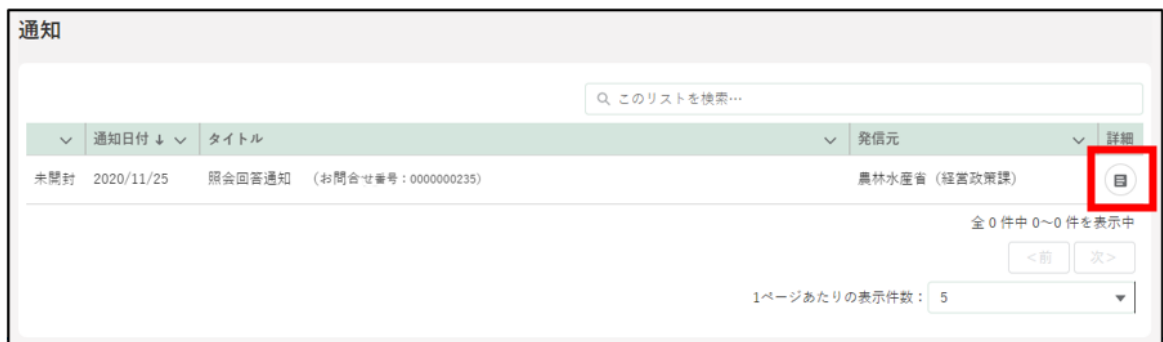 通知
このリストを検索…
通知日付 ↓ タイトル 発信元 詳細
未開封 2020/11/25 照会回答通知 (お問合せ番号：0000000235) 農林水産省（経営政策課）
全 0 件中 0～0 件を表示中
<前 次>
1ページあたりの表示件数： 5